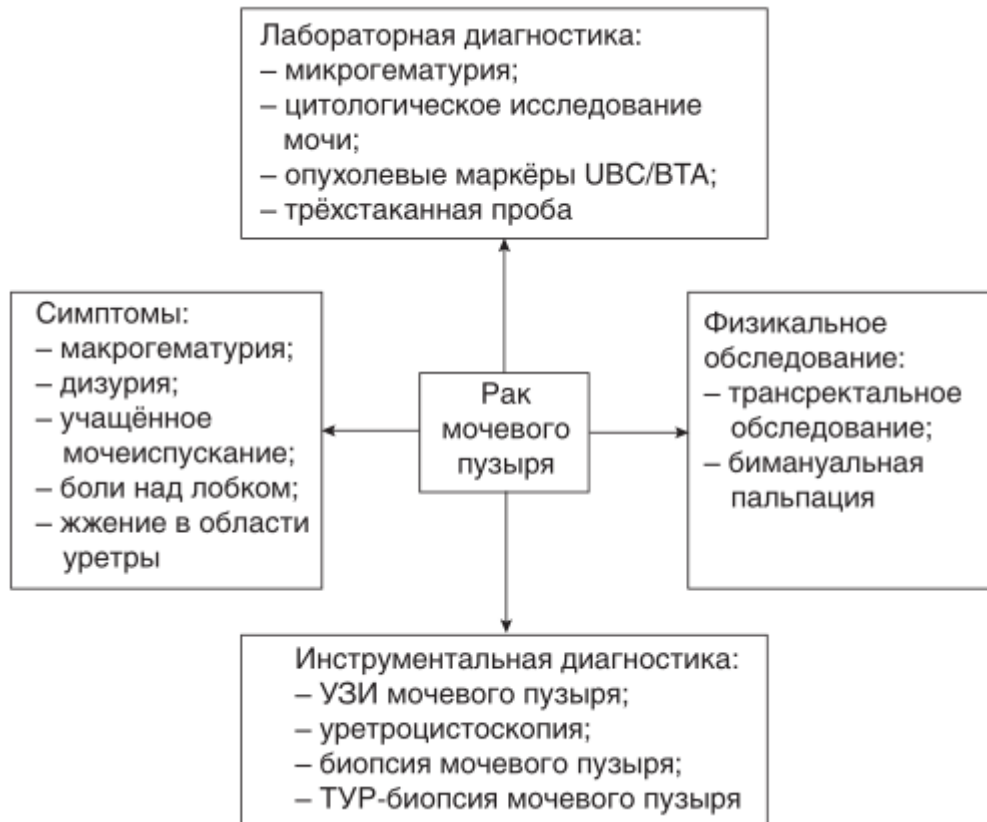 Лабораторная диагностика:
– микрогематурия;
– цитологическое исследование
мочи;
– опухолевые маркёры UBC/BTA;
– трёхстаканная проба
Симптомы:
– макрогематурия;
– дизурия;
– учащённое
мочеиспускание;
– боли над лобком;
– жжение в области
уретры
Рак
мочевого
пузыря
Физикальное
обследование:
– трансректальное
обследование;
– бимануальная
пальпация
Инструментальная диагностика:
– УЗИ мочевого пузыря;
– уретроцистоскопия;
– биопсия мочевого пузыря;
– ТУР-биопсия мочевого пузыря